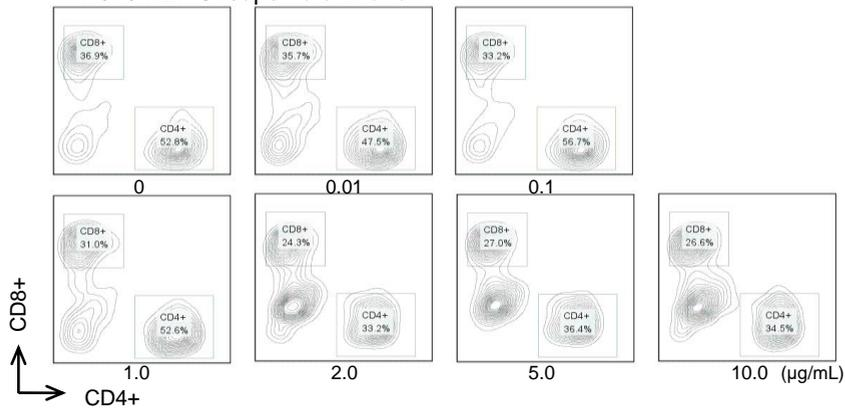 CD8+
36.9%
CD4+
52.8%
0
CD8+
35.7%
CD4+
47.5%
0.01
CD8+
33.2%
CD4+
56.7%
0.1
CD8+
31.0%
CD4+
52.6%
1.0
CD8+
24.3%
CD4+
33.2%
2.0
CD8+
27.0%
CD4+
36.4%
5.0
CD8+
26.6%
CD4+
34.5%
10.0 (µg/mL)
CD8+
CD4+